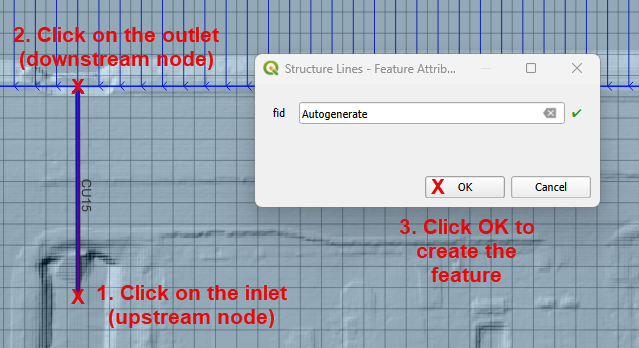 2. Click on the outlet
(downstream node)
Structure Lines - Feature Attrib...
fid
Autogenerate
OK
Cancel
CU15
3. Click OK to
create the
feature
1. Click on the inlet
(upstream node)